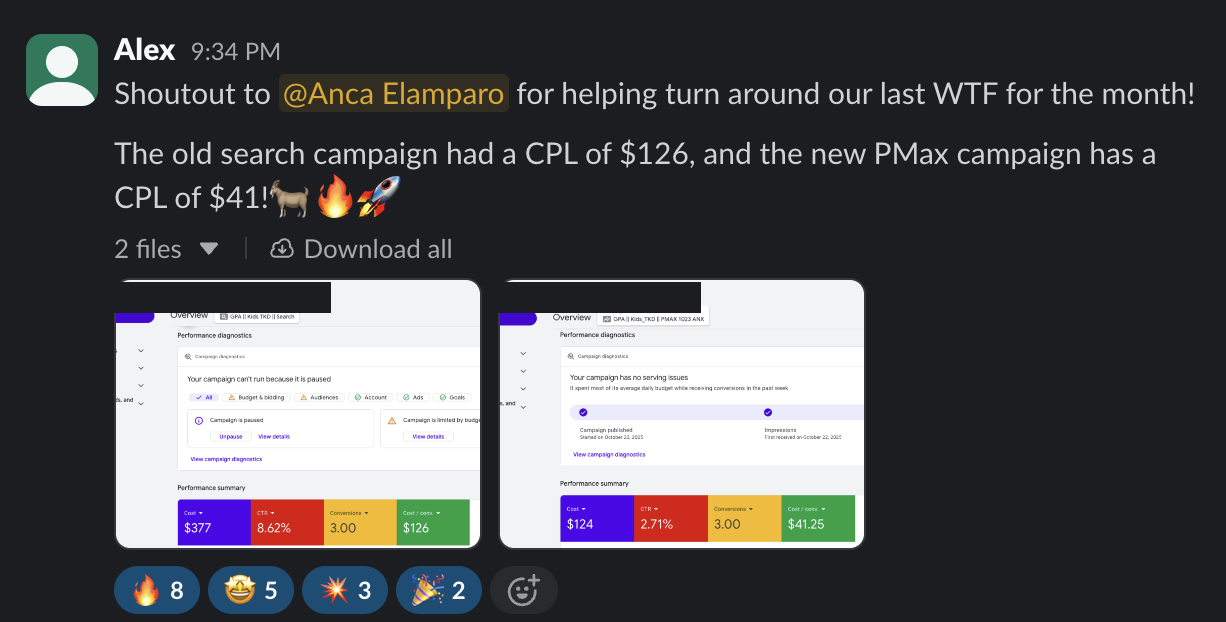 Alex 9:34 PM
Shoutout to @Anca Elamparo for helping turn around our last WTF for the month!
The old search campaign had a CPL of $126, and the new PMax campaign has a
CPL of $41!🐐🔥🚀
2 files Download all
Overview GPA || Kids TKD || Search
Performance diagnostics
Campaign diagnostics
Your campaign can't run because it is paused
All Budget & bidding Audiences Account Ads Goals
ds, and
Campaign is paused Campaign is limited by budge
Unpause View details View details
View campaign diagnostics
Performance summary
Cost CTR Conversions Cost / conv.
$377 8.62% 3.00 $126
Overview GPA || Kids_TKD || PMAX 1023 ANX
Performance diagnostics
Campaign diagnostics
Your campaign has no serving issues
It spent most of its average daily budget while receiving conversions in the past week
s, and
Campaign published Impressions
Started on October 22, 2025 First received on October 22, 2025
View campaign diagnostics
Performance summary
Cost CTR Conversions Cost / conv.
$124 2.71% 3.00 $41.25
8 5 3 2